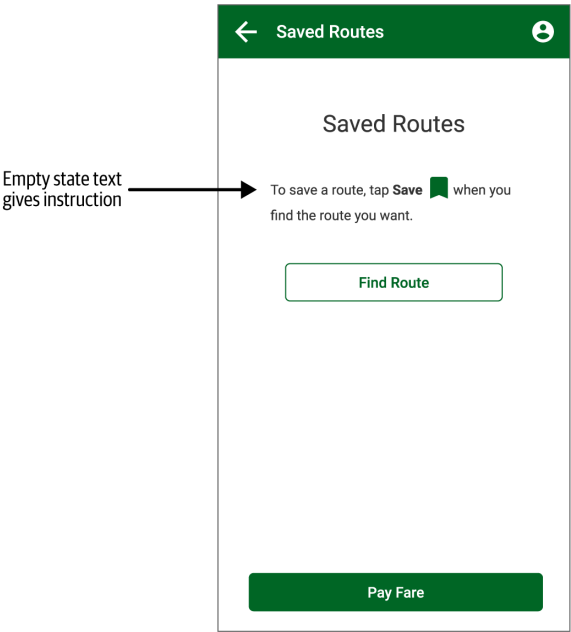 Saved Routes
Saved Routes
Empty state text
gives instruction
To save a route, tap Save when you
find the route you want.
Find Route
Pay Fare